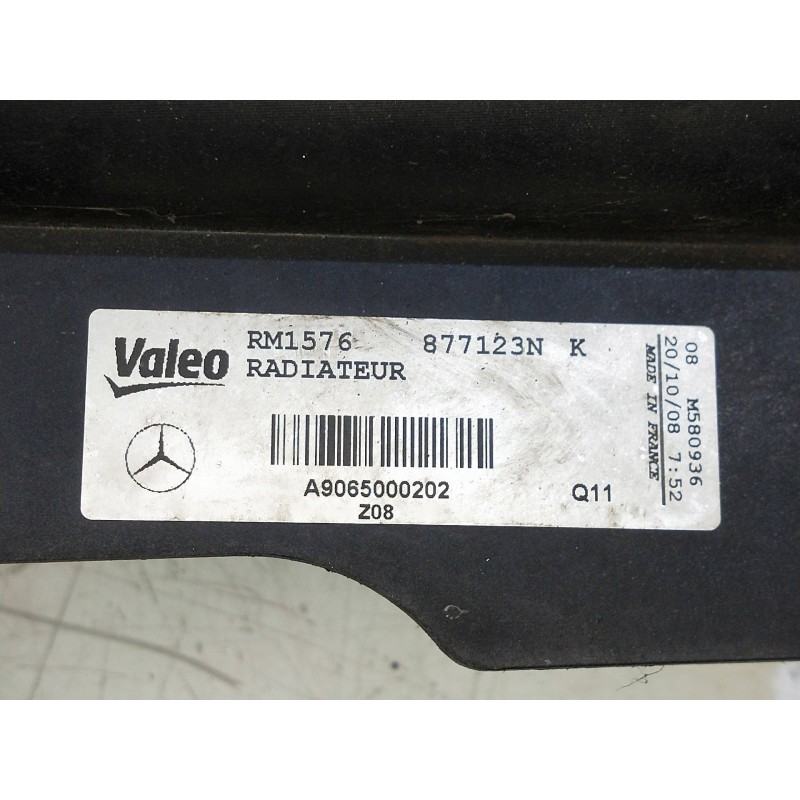 Valeo
RM1576 877123N K
RADIATEUR
A9065000202
Z08
Q11
MADE IN FRANCE
08 M580936
20/10/08 7:52